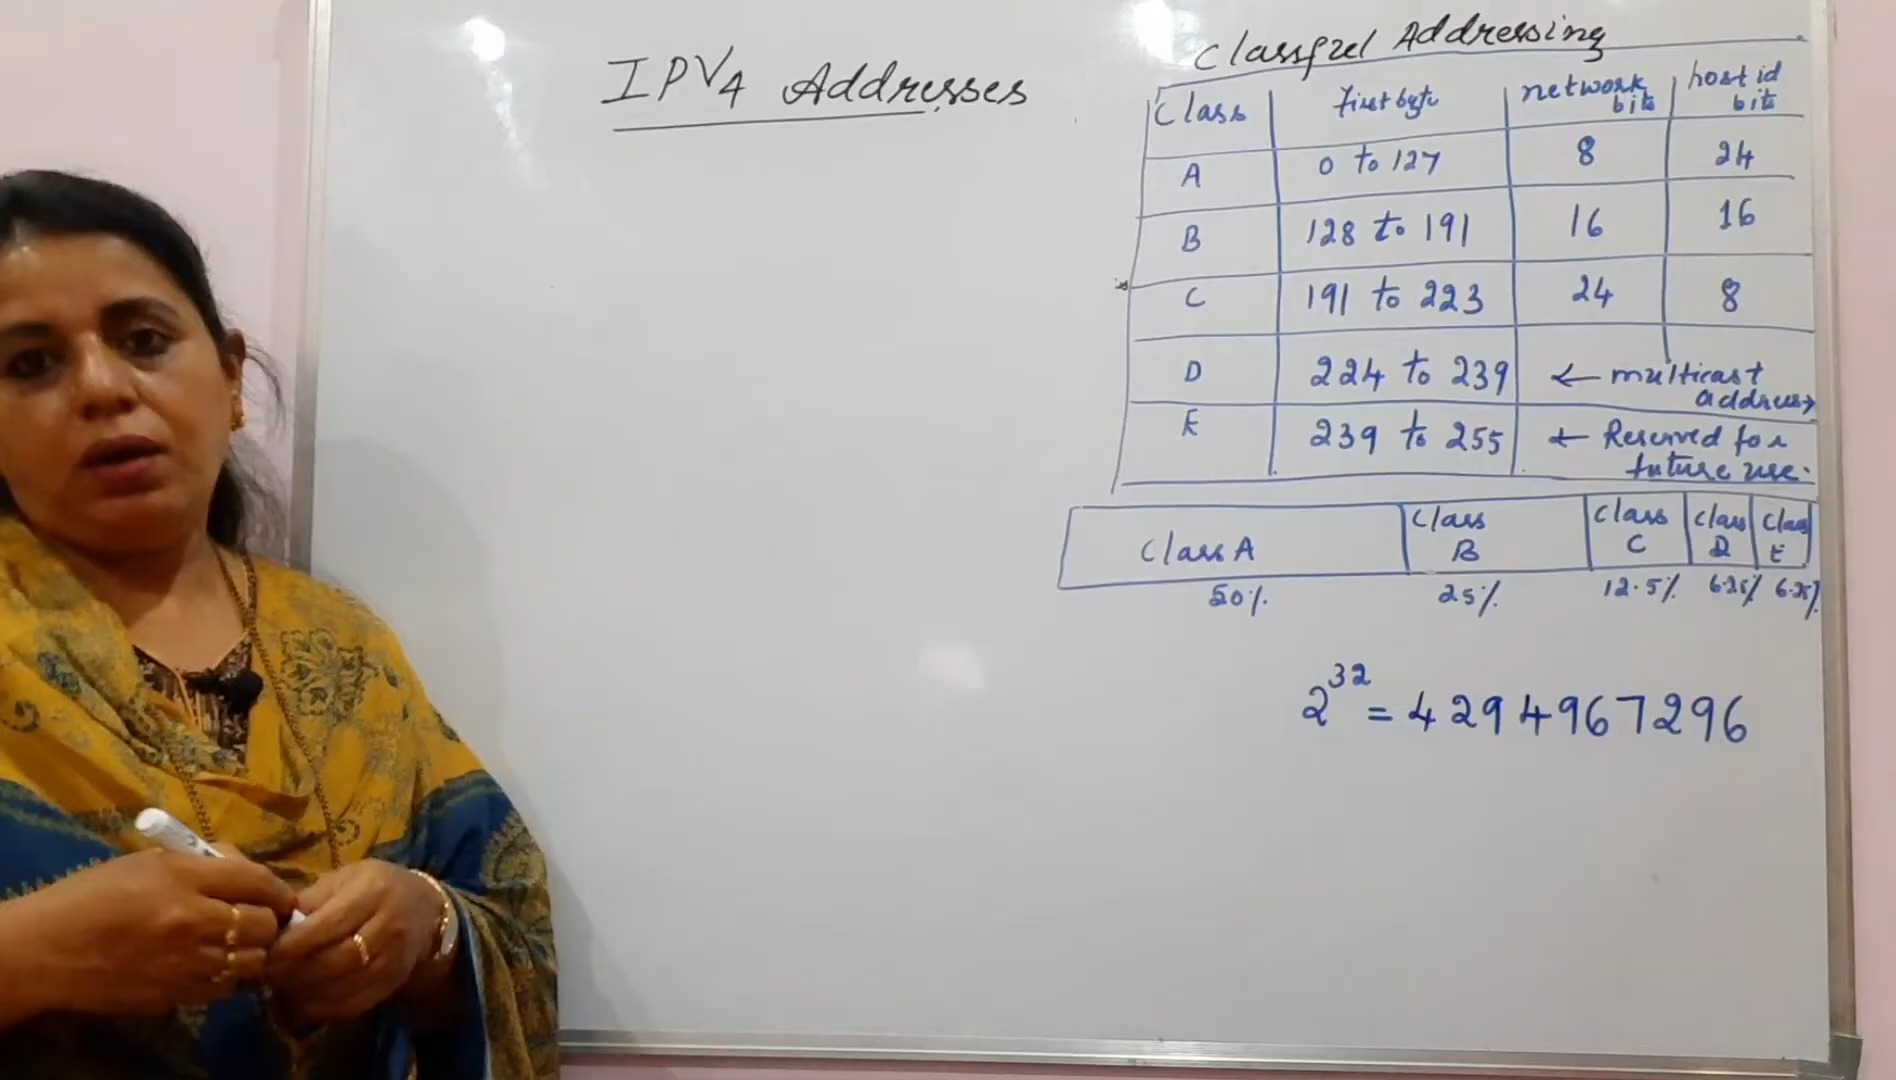 IPV4 Addresses
Classful Addressing
Class first byte network bits host id bits
A 0 to 127 8 24
B 128 to 191 16 16
C 191 to 223 24 8
D 224 to 239 ← multicast address
E 239 to 255 ← Reserved for future use.
Class A Class B Class C Class D Class E
50% 25% 12.5% 6.25% 6.25%
2³² = 4294967296